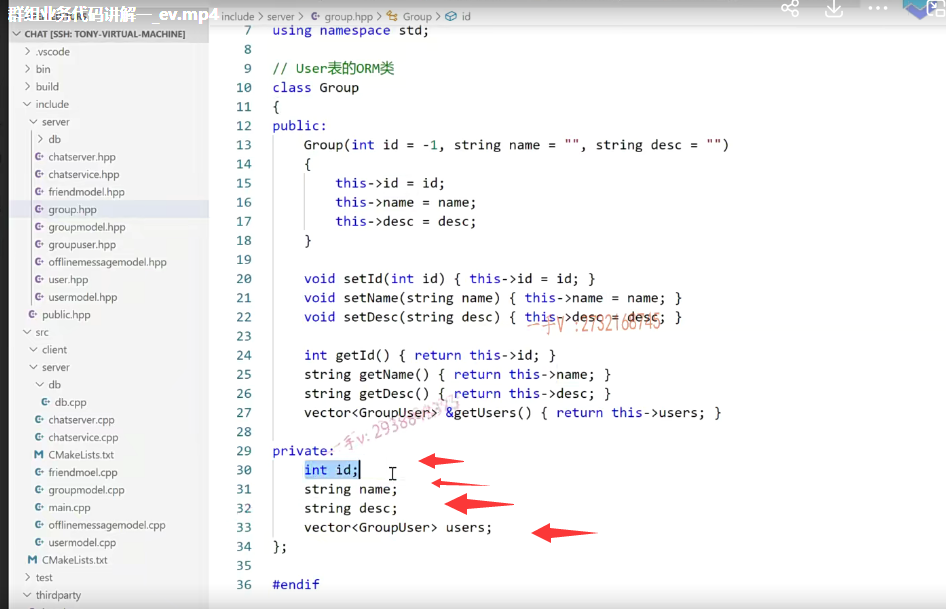 群组业务代码讲解一_ev.mp4
include > server > group.hpp > Group > id
CHAT [SSH: TONY-VIRTUAL-MACHINE]
.vscode
bin
build
include
server
db
chatserver.hpp
chatservice.hpp
friendmodel.hpp
group.hpp
groupmodel.hpp
groupuser.hpp
offlinemessagemodel.hpp
user.hpp
usermodel.hpp
public.hpp
src
client
server
db
db.cpp
chatserver.cpp
chatservice.cpp
CMakeLists.txt
friendmoel.cpp
groupmodel.cpp
main.cpp
offlinemessagemodel.cpp
usermodel.cpp
CMakeLists.txt
test
thirdparty
7 using namespace std;
8
9 // User表的ORM类
10 class Group
11 {
12 public:
13 Group(int id = -1, string name = "", string desc = "")
14 {
15 this->id = id;
16 this->name = name;
17 this->desc = desc;
18 }
19
20 void setId(int id) { this->id = id; }
21 void setName(string name) { this->name = name; }
22 void setDesc(string desc) { this->desc = desc; }
23
24 int getId() { return this->id; }
25 string getName() { return this->name; }
26 string getDesc() { return this->desc; }
27 vector<GroupUser> &getUsers() { return this->users; }
28
29 private:
30 int id;
31 string name;
32 string desc;
33 vector<GroupUser> users;
34 };
35
36 #endif